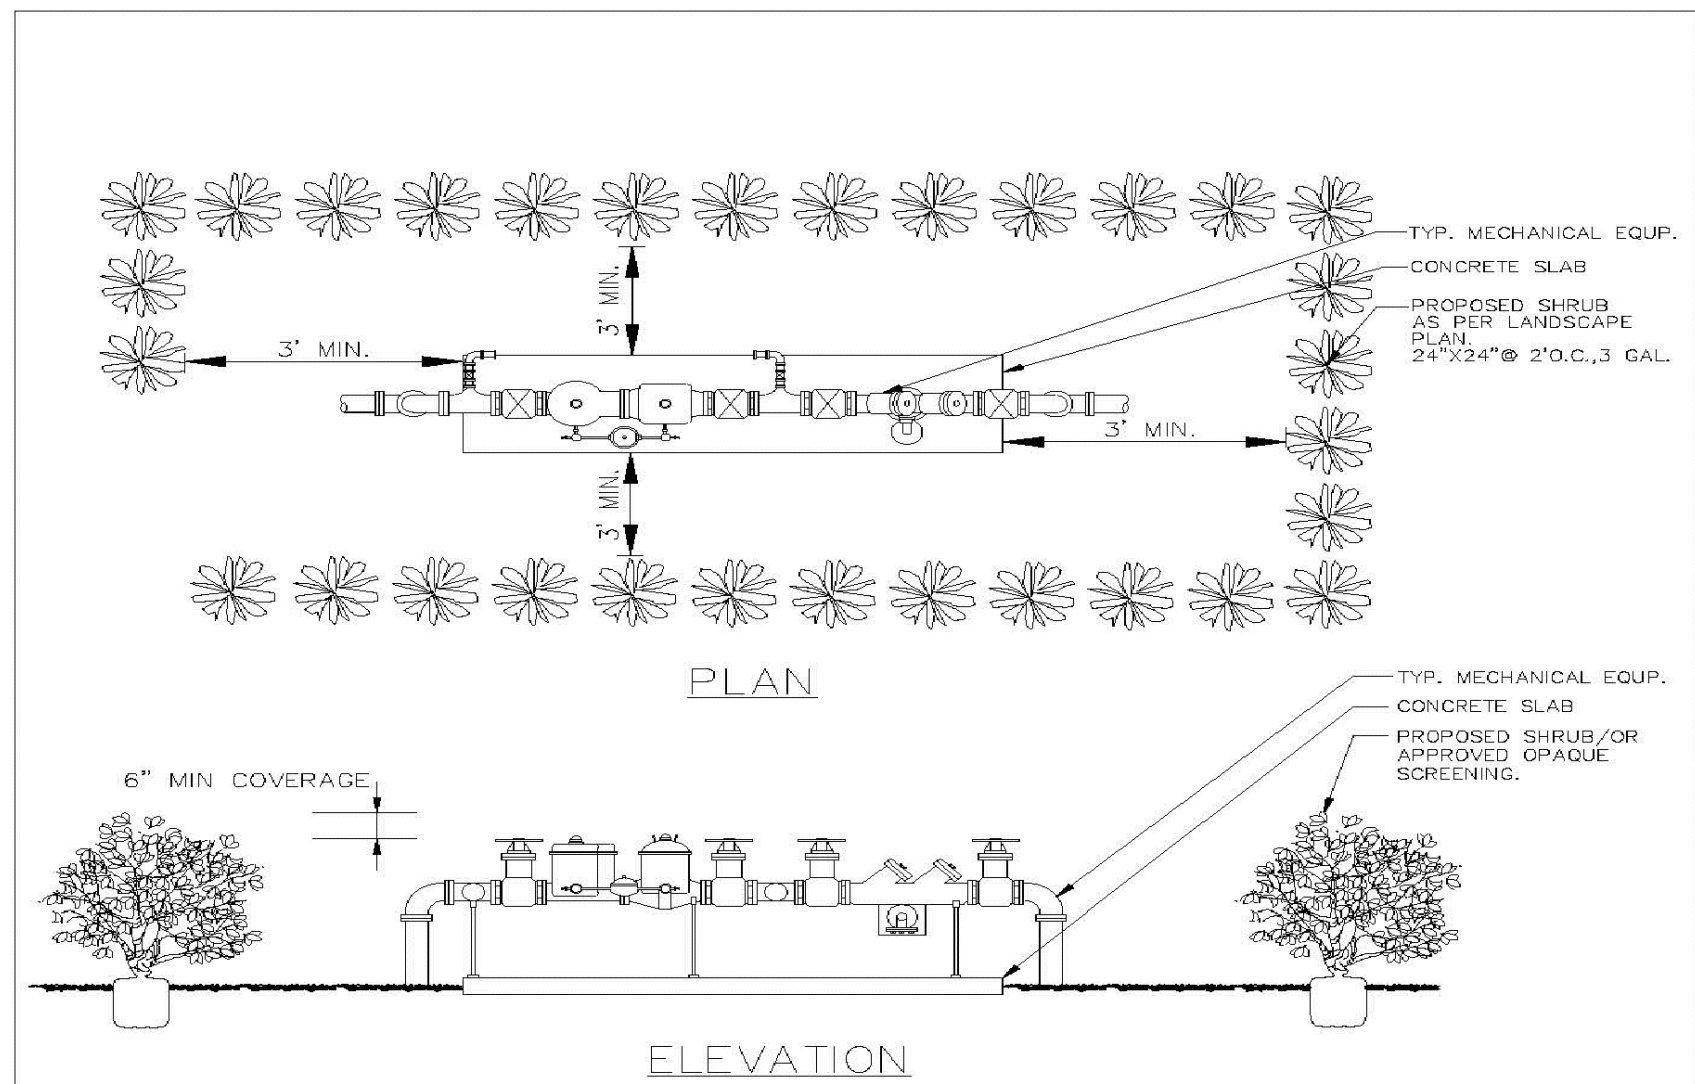 TYP. MECHANICAL EQUP.
CONCRETE SLAB
PROPOSED SHRUB
AS PER LANDSCAPE
PLAN.
24"X24"@ 2'O.C.,3 GAL.
3' MIN.
3' MIN.
3' MIN.
3' MIN.
PLAN
TYP. MECHANICAL EQUP.
CONCRETE SLAB
PROPOSED SHRUB/OR
APPROVED OPAQUE
SCREENING.
6" MIN COVERAGE
ELEVATION